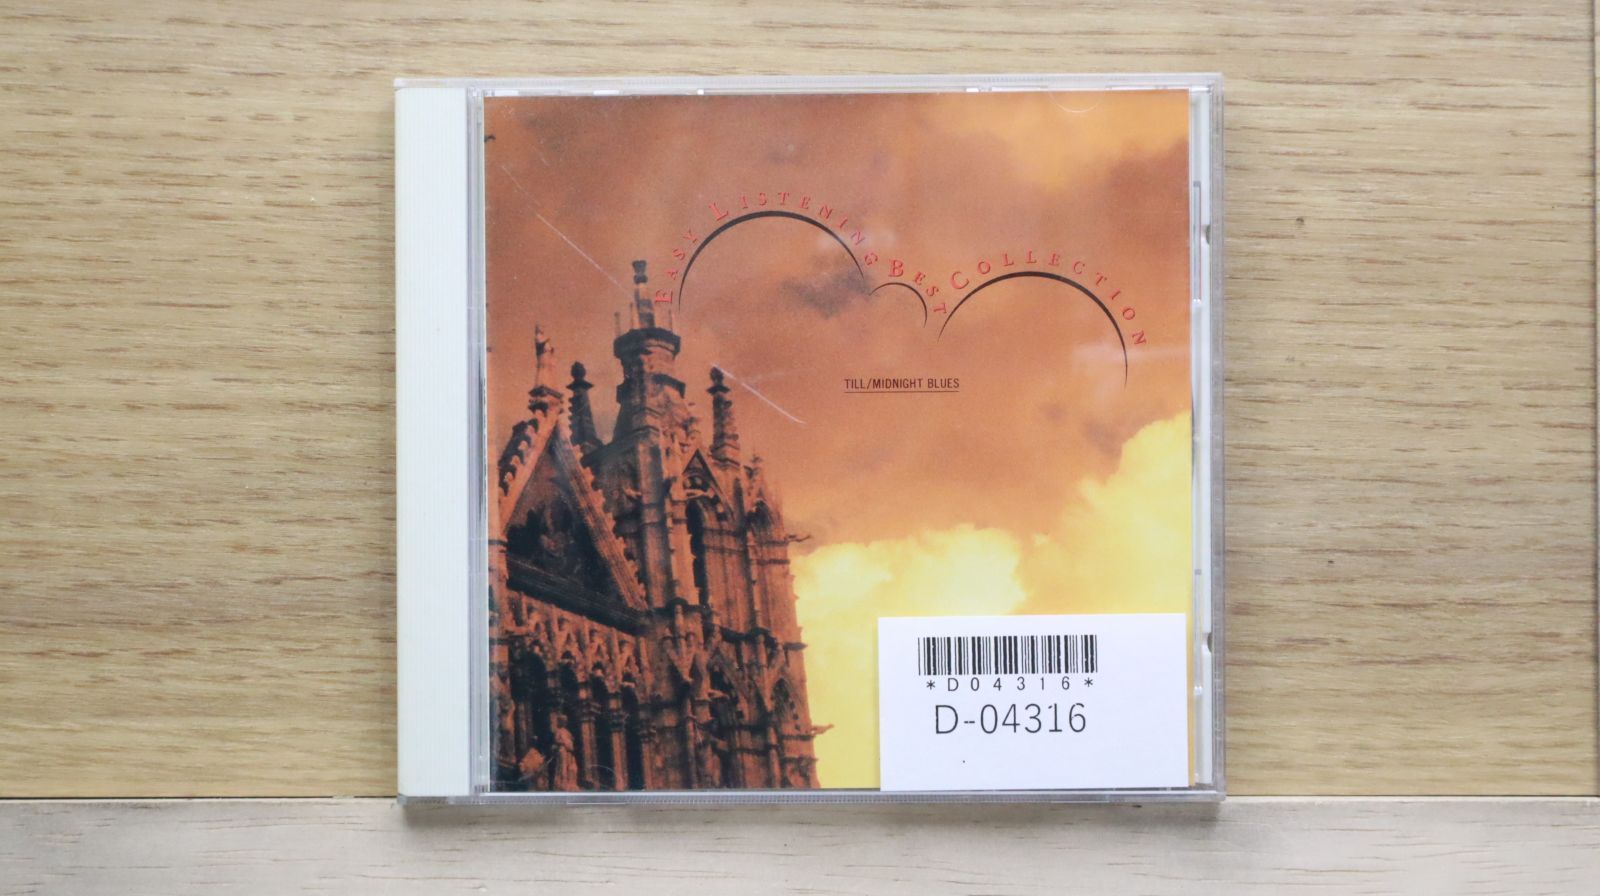 EASY LISTENING BEST COLLECTION
TILL/MIDNIGHT BLUES
*D04316*
D-04316